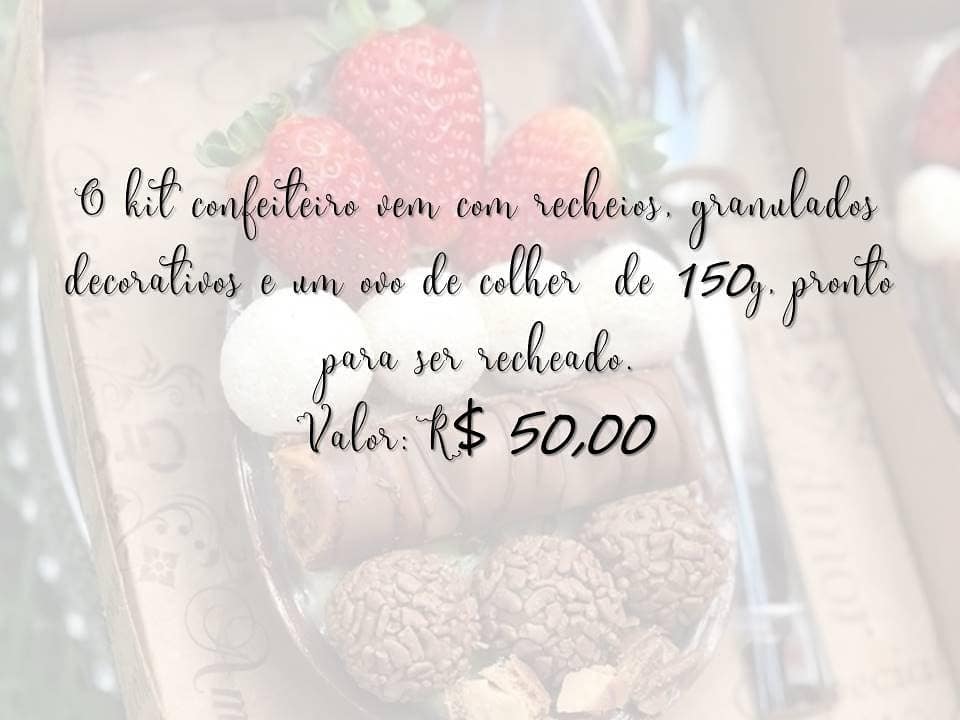 O kit confeiteiro vem com recheios, granulados
decorativos e um ovo de colher de 150g, pronto
para ser recheado.
Valor: R$ 50,00